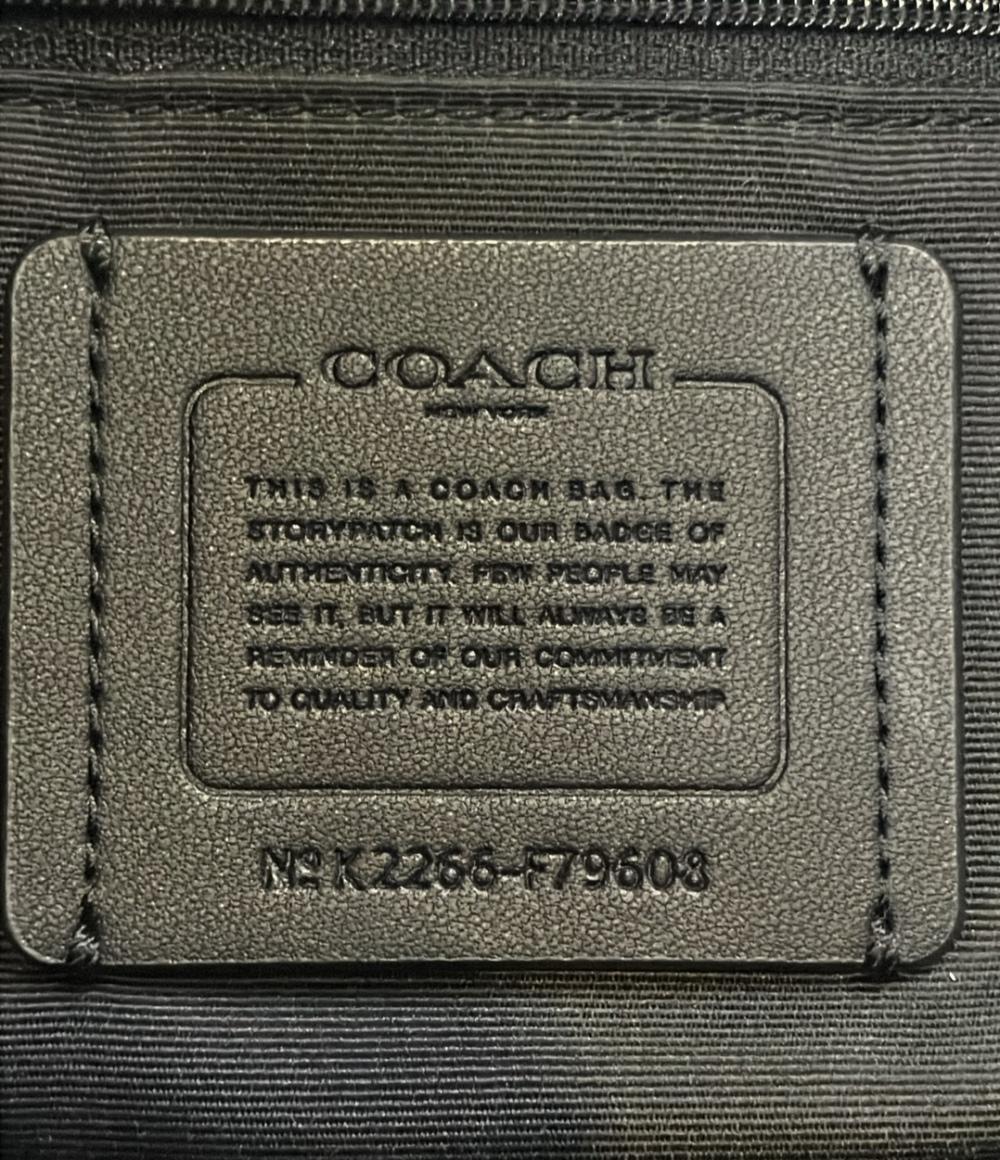 COACH
NEW YORK
THIS IS A COACH BAG. THE
STORYPATCH IS OUR BADGE OF
AUTHENTICITY. FEW PEOPLE MAY
SEE IT, BUT IT WILL ALWAYS BE A
REMINDER OF OUR COMMITMENT
TO QUALITY AND CRAFTSMANSHIP.
Nº K2266-F79608